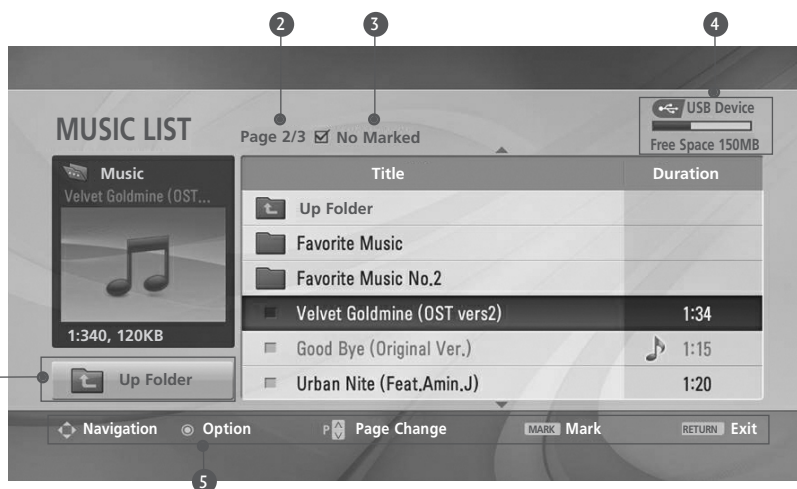 2 3 4
USB Device
MUSIC LIST
Page 2/3 No Marked
Free Space 150MB
Music
Title Duration
Velvet Goldmine (OST...
Up Folder
Favorite Music
Favorite Music No.2
Velvet Goldmine (OST vers2) 1:34
1:340, 120KB
Good Bye (Original Ver.) 1:15
Up Folder
Urban Nite (Feat.Amin.J) 1:20
Navigation Option P Page Change MARK Mark RETURN Exit
5